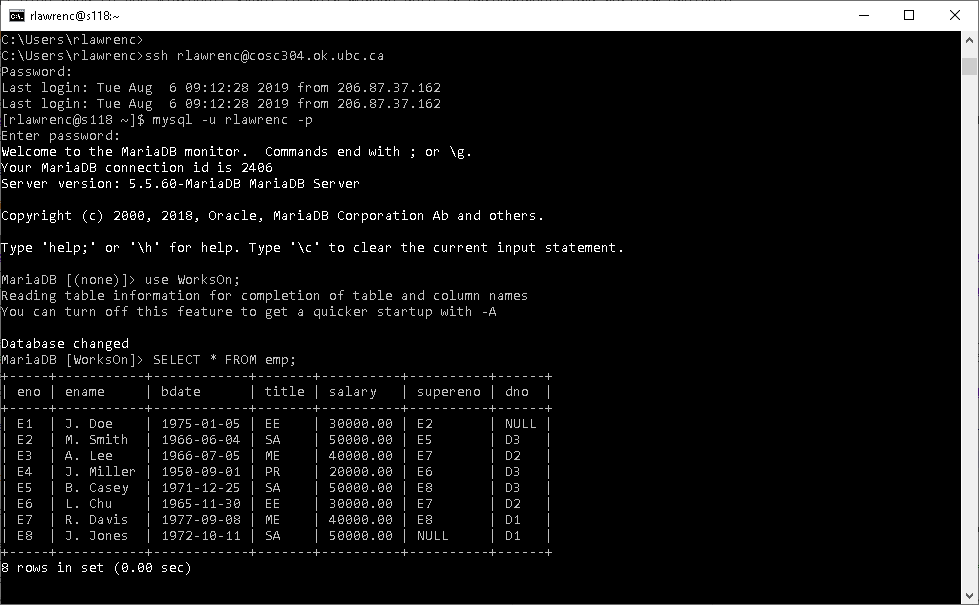 rlawrenc@s118:~
C:\Users\rlawrenc>
C:\Users\rlawrenc>ssh rlawrenc@cosc304.ok.ubc.ca
Password:
Last login: Tue Aug  6 09:12:28 2019 from 206.87.37.162
Last login: Tue Aug  6 09:12:28 2019 from 206.87.37.162
[rlawrenc@s118 ~]$ mysql -u rlawrenc -p
Enter password:
Welcome to the MariaDB monitor.  Commands end with ; or \g.
Your MariaDB connection id is 2406
Server version: 5.5.60-MariaDB MariaDB Server
Copyright (c) 2000, 2018, Oracle, MariaDB Corporation Ab and others.
Type 'help;' or '\h' for help. Type '\c' to clear the current input statement.
MariaDB [(none)]> use WorksOn;
Reading table information for completion of table and column names
You can turn off this feature to get a quicker startup with -A
Database changed
MariaDB [WorksOn]> SELECT * FROM emp;
+-----+-----------+------------+-------+----------+----------+------+
| eno | ename     | bdate      | title | salary   | supereno | dno  |
+-----+-----------+------------+-------+----------+----------+------+
| E1  | J. Doe    | 1975-01-05 | EE    | 30000.00 | E2       | NULL |
| E2  | M. Smith  | 1966-06-04 | SA    | 50000.00 | E5       | D3   |
| E3  | A. Lee    | 1966-07-05 | ME    | 40000.00 | E7       | D2   |
| E4  | J. Miller | 1950-09-01 | PR    | 20000.00 | E6       | D3   |
| E5  | B. Casey  | 1971-12-25 | SA    | 50000.00 | E8       | D3   |
| E6  | L. Chu    | 1965-11-30 | EE    | 30000.00 | E7       | D2   |
| E7  | R. Davis  | 1977-09-08 | ME    | 40000.00 | E8       | D1   |
| E8  | J. Jones  | 1972-10-11 | SA    | 50000.00 | NULL     | D1   |
+-----+-----------+------------+-------+----------+----------+------+
8 rows in set (0.00 sec)